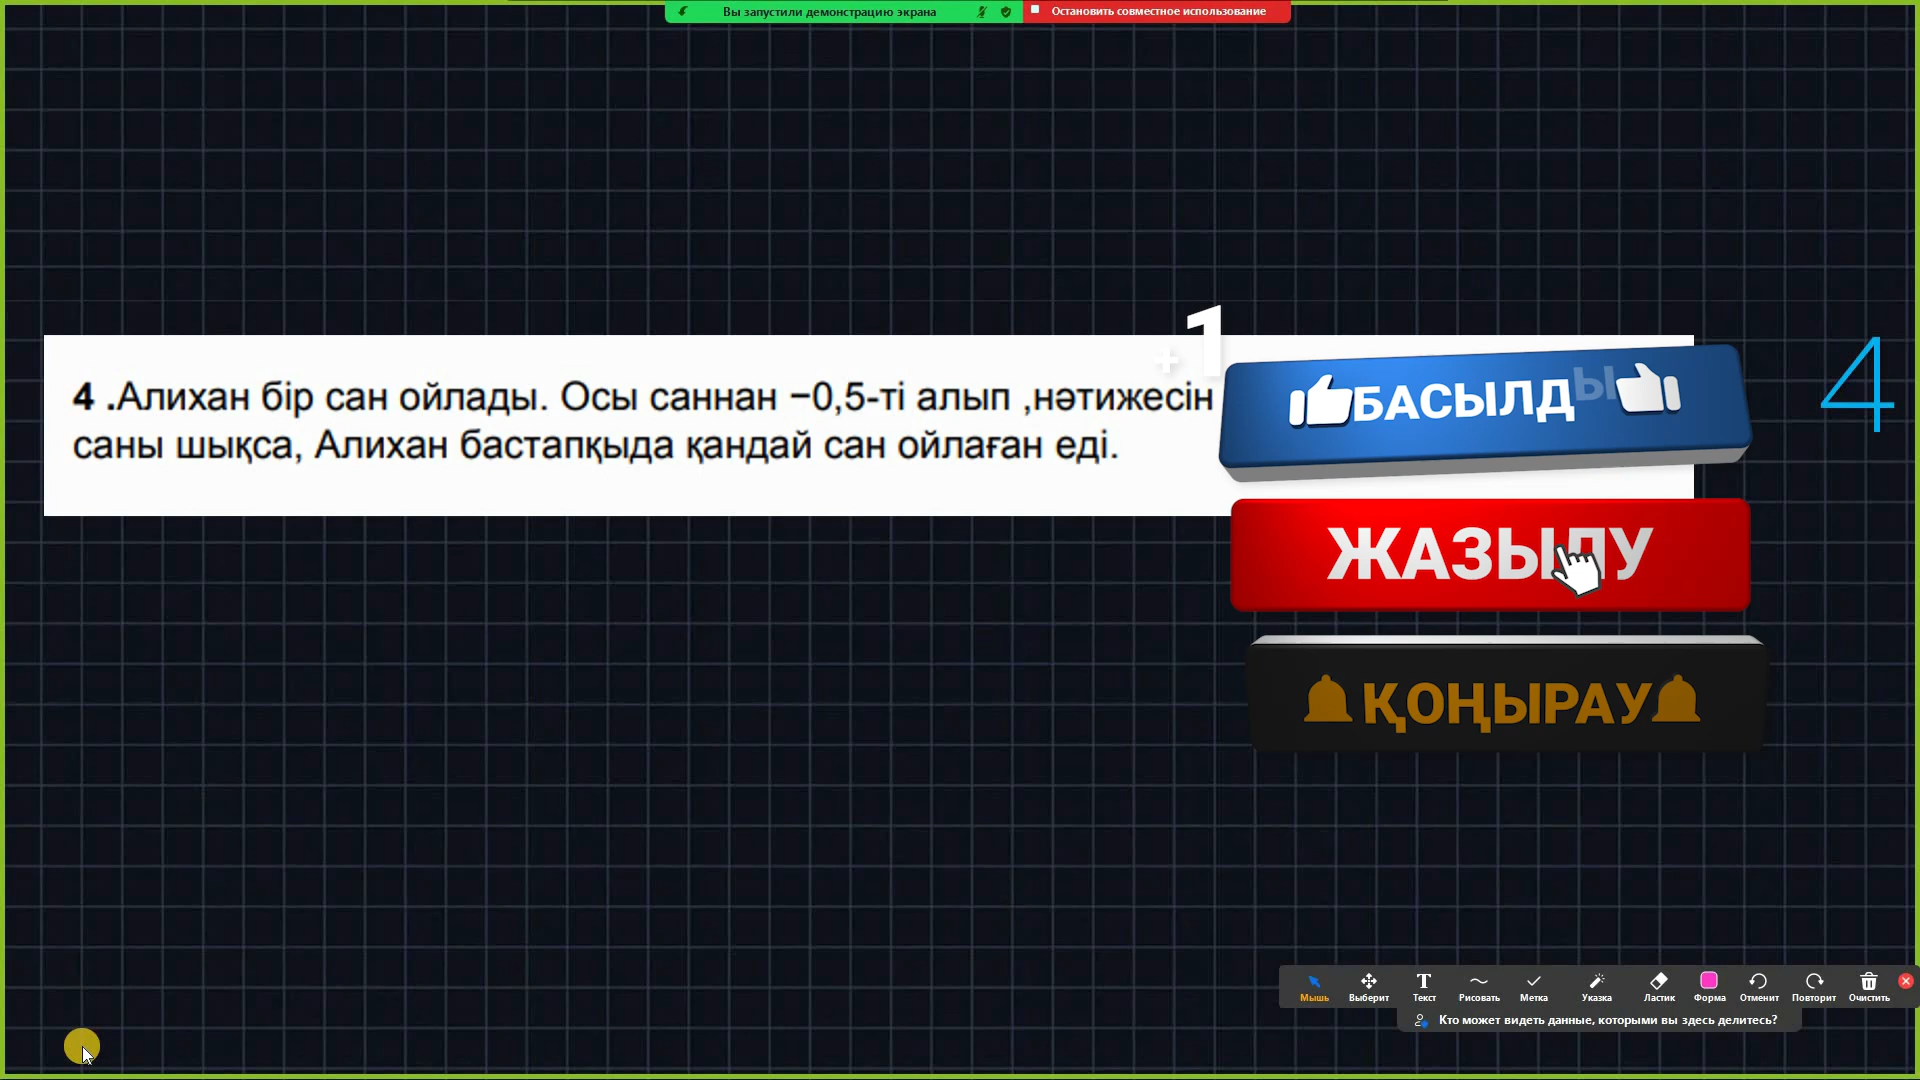 Вы запустили демонстрацию экрана
Остановить совместное использование
+1
4 .Алихан бір сан ойлады. Осы саннан −0,5-ті алып ,нәтижесін
саны шықса, Алихан бастапқыда қандай сан ойлаған еді.
БАСЫЛДЫ
4
ЖАЗЫЛУ
ҚОҢЫРАУ
Мышь Выберит Текст Рисовать Метка Указка Ластик Форма Отменит Повторит Очистить
Кто может видеть данные, которыми вы здесь делитесь?